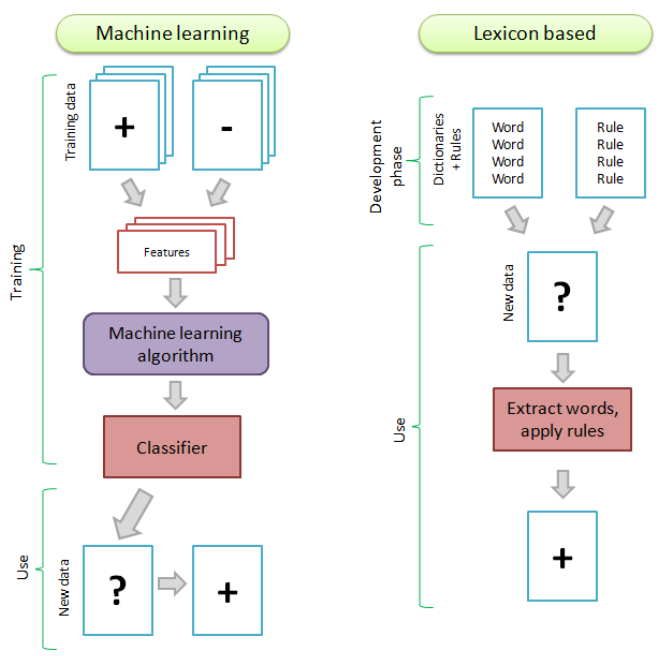 Machine learning
Training
Training data
+
-
Features
Machine learning
algorithm
Classifier
Use
New data
?
+
Lexicon based
Development
phase
Dictionaries
+ Rules
Word
Word
Word
Word
Rule
Rule
Rule
Rule
Use
New data
?
Extract words,
apply rules
+